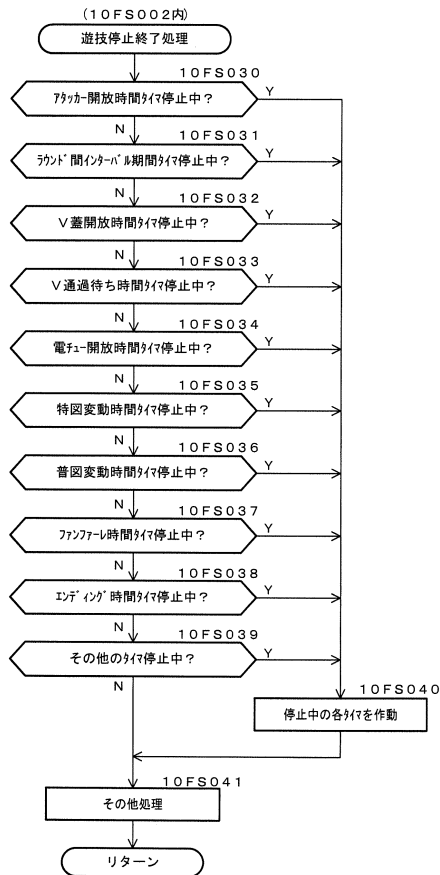 (10FS002内)
遊技停止終了処理
10FS030
アタッカー開放時間タイマ停止中？
Y
N
10FS031
ラウンド間インターバル期間タイマ停止中？
Y
N
10FS032
V蓋開放時間タイマ停止中？
Y
N
10FS033
V通過待ち時間タイマ停止中？
Y
N
10FS034
電チュー開放時間タイマ停止中？
Y
N
10FS035
特図変動時間タイマ停止中？
Y
N
10FS036
普図変動時間タイマ停止中？
Y
N
10FS037
ファンファーレ時間タイマ停止中？
Y
N
10FS038
エンディング時間タイマ停止中？
Y
N
10FS039
その他のタイマ停止中？
Y
N
10FS040
停止中の各タイマを作動
10FS041
その他処理
リターン